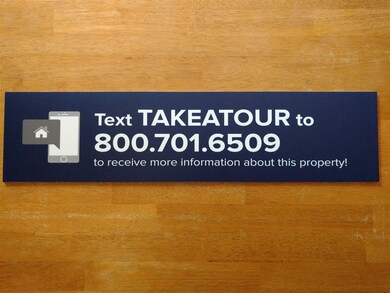 Text TAKEATOUR to
800.701.6509
to receive more information about this property!